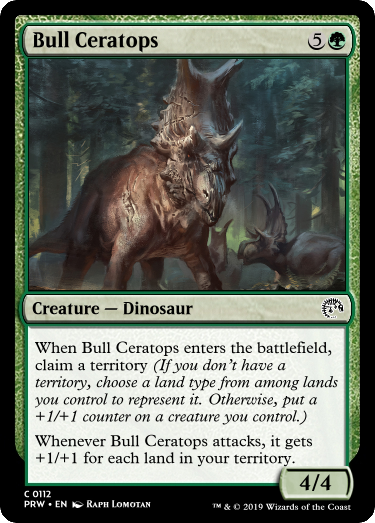 Bull Ceratops 5
Creature — Dinosaur
When Bull Ceratops enters the battlefield,
claim a territory (If you don't have a
territory, choose a land type from among lands
you control to represent it. Otherwise, put a
+1/+1 counter on a creature you control.)
Whenever Bull Ceratops attacks, it gets
+1/+1 for each land in your territory.
4/4
C 0112
PRW • EN Raph Lomotan
™ & © 2019 Wizards of the Coast